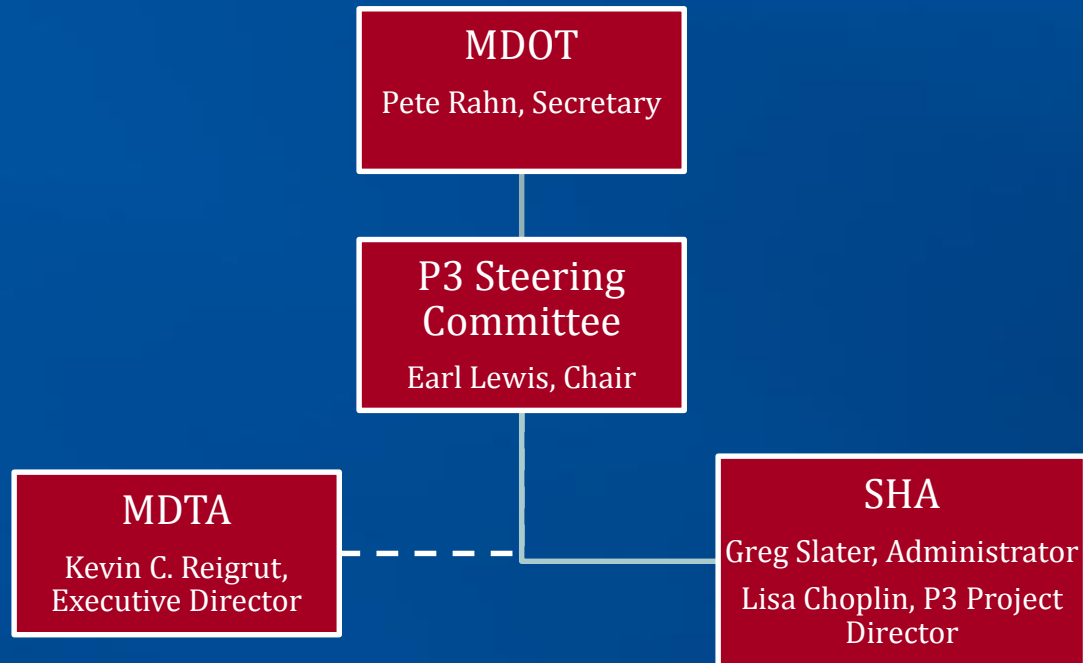 MDOT
Pete Rahn, Secretary
P3 Steering
Committee
Earl Lewis, Chair
MDTA
Kevin C. Reigrut,
Executive Director
SHA
Greg Slater, Administrator
Lisa Choplin, P3 Project
Director